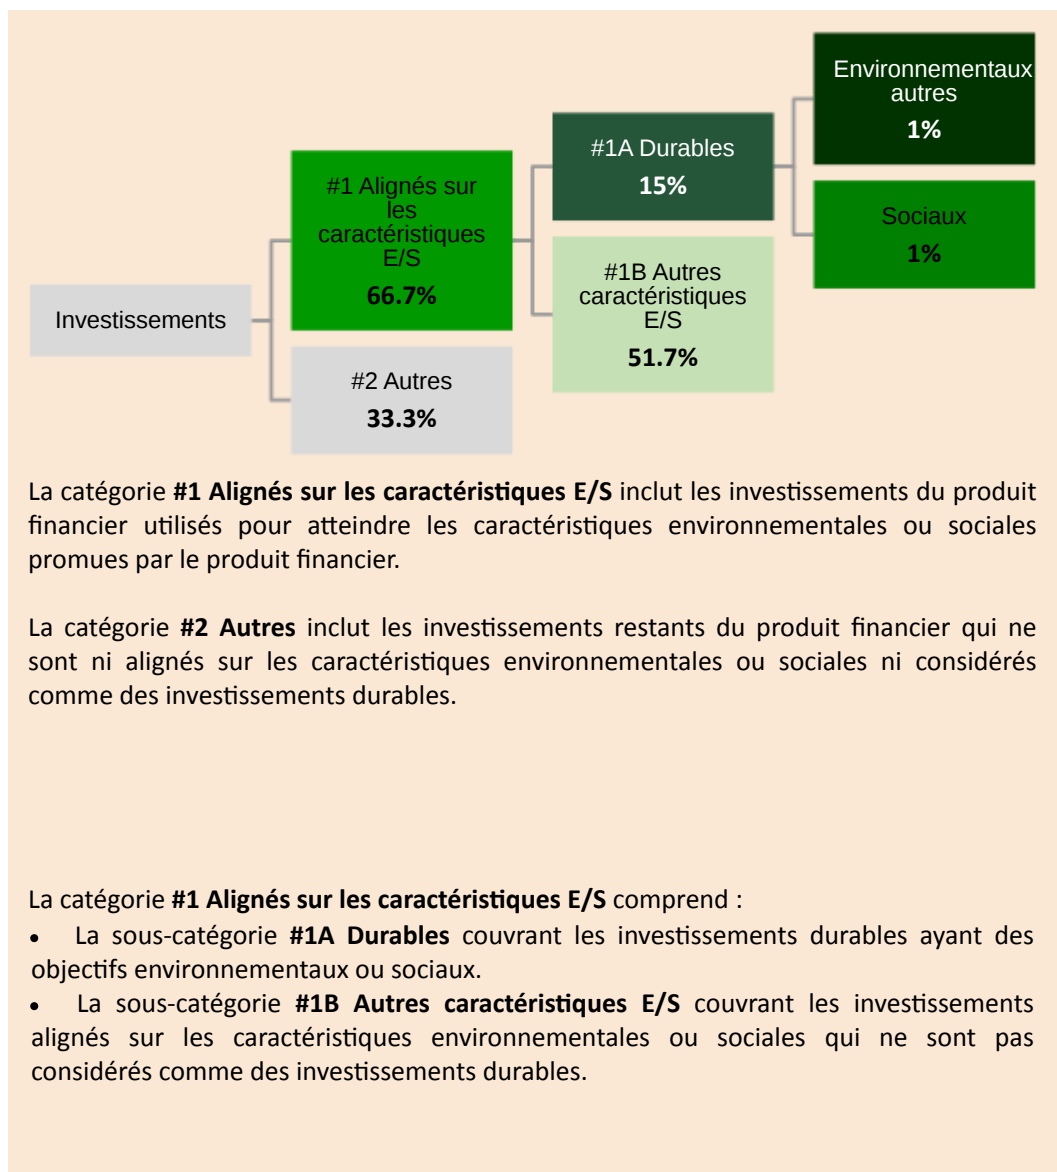 Environnementaux
autres
1%
#1A Durables
15%
#1 Alignés sur
les
caractéristiques
E/S
66.7%
Sociaux
1%
#1B Autres
caractéristiques
E/S
51.7%
Investissements
#2 Autres
33.3%
La catégorie #1 Alignés sur les caractéristiques E/S inclut les investissements du produit
financier utilisés pour atteindre les caractéristiques environnementales ou sociales
promues par le produit financier.
La catégorie #2 Autres inclut les investissements restants du produit financier qui ne
sont ni alignés sur les caractéristiques environnementales ou sociales ni considérés
comme des investissements durables.
La catégorie #1 Alignés sur les caractéristiques E/S comprend :
• La sous-catégorie #1A Durables couvrant les investissements durables ayant des
objectifs environnementaux ou sociaux.
• La sous-catégorie #1B Autres caractéristiques E/S couvrant les investissements
alignés sur les caractéristiques environnementales ou sociales qui ne sont pas
considérés comme des investissements durables.